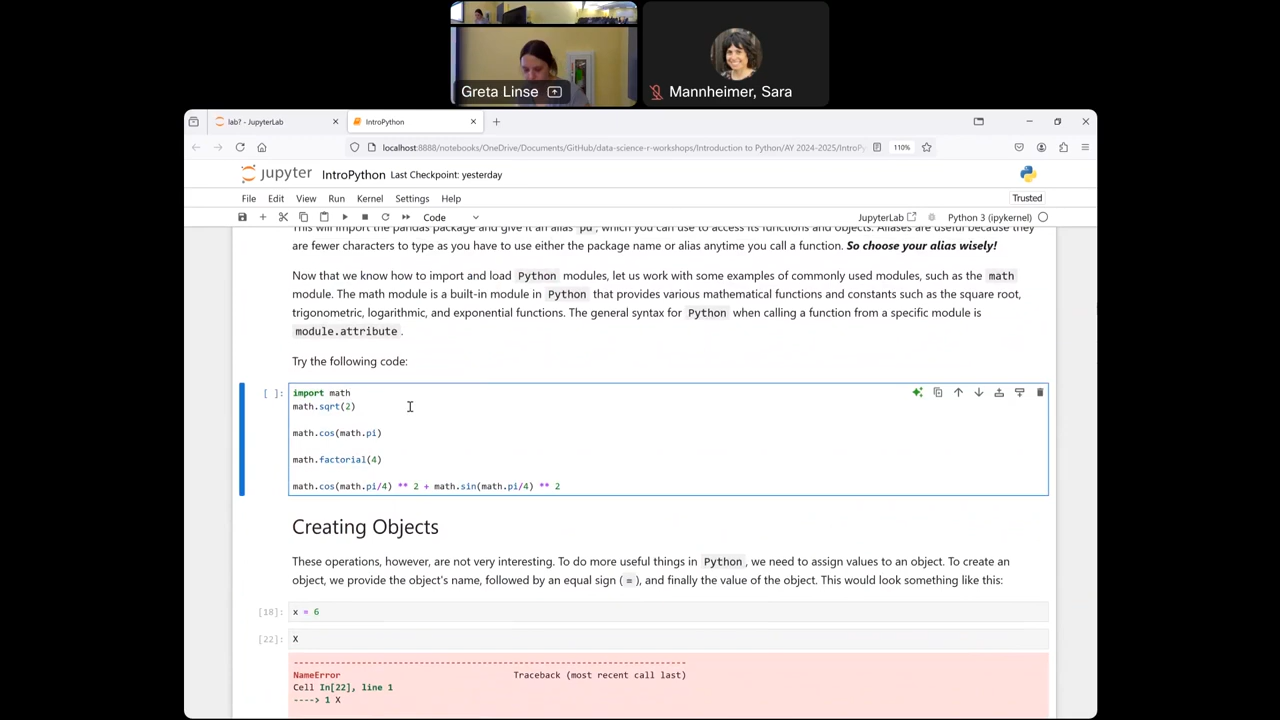 Greta Linse
Mannheimer, Sara
lab? - JupyterLab
IntroPython
localhost:8888/notebooks/OneDrive/Documents/GitHub/data-science-r-workshops/Introduction to Python/AY 2024-2025/IntroPy
110%
jupyter IntroPython Last Checkpoint: yesterday
File Edit View Run Kernel Settings Help
Trusted
Code
JupyterLab
Python 3 (ipykernel)
This will import the pandas package and give it an alias pd, which you can use to access its functions and objects. Aliases are useful because they
are fewer characters to type as you have to use either the package name or alias anytime you call a function. So choose your alias wisely!
Now that we know how to import and load Python modules, let us work with some examples of commonly used modules, such as the math
module. The math module is a built-in module in Python that provides various mathematical functions and constants such as the square root,
trigonometric, logarithmic, and exponential functions. The general syntax for Python when calling a function from a specific module is
module.attribute.
Try the following code:
[ ]: import math
math.sqrt(2)
math.cos(math.pi)
math.factorial(4)
math.cos(math.pi/4) ** 2 + math.sin(math.pi/4) ** 2
Creating Objects
These operations, however, are not very interesting. To do more useful things in Python, we need to assign values to an object. To create an
object, we provide the object's name, followed by an equal sign (=), and finally the value of the object. This would look something like this:
[18]: x = 6
[22]: X
---------------------------------------------------------------------------
NameError Traceback (most recent call last)
Cell In[22], line 1
----> 1 X